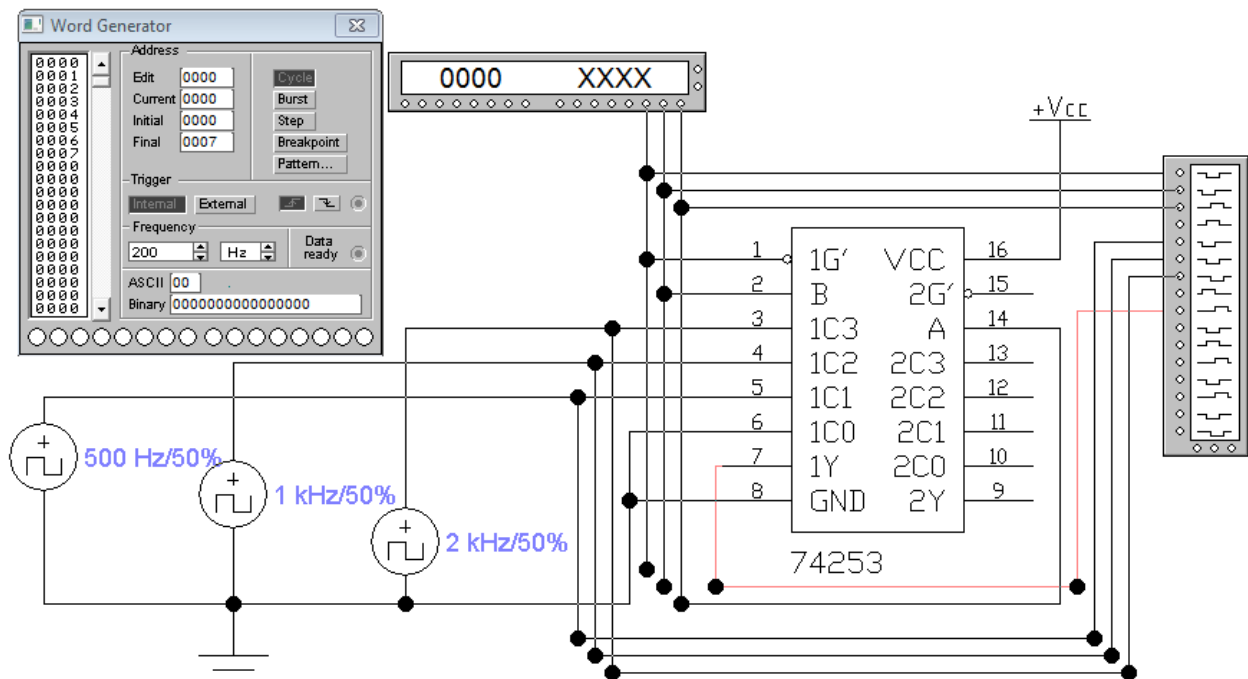 Word Generator
0000
0001
0002
0003
0004
0005
0006
0007
0000
0000
0000
0000
0000
0000
0000
0000
0000
0000
0000
0000
Address
Edit 0000
Current 0000
Initial 0000
Final 0007
Cycle
Burst
Step
Breakpoint
Pattern...
Trigger
Internal External
Frequency
200 Hz
Data ready
ASCII 00 .
Binary 0000000000000000
0000 XXXX
+Vcc
1 1G' VCC 16
2 B 2G' 15
3 1C3 A 14
4 1C2 2C3 13
5 1C1 2C2 12
6 1C0 2C1 11
7 1Y 2C0 10
8 GND 2Y 9
74253
500 Hz/50%
1 kHz/50%
2 kHz/50%